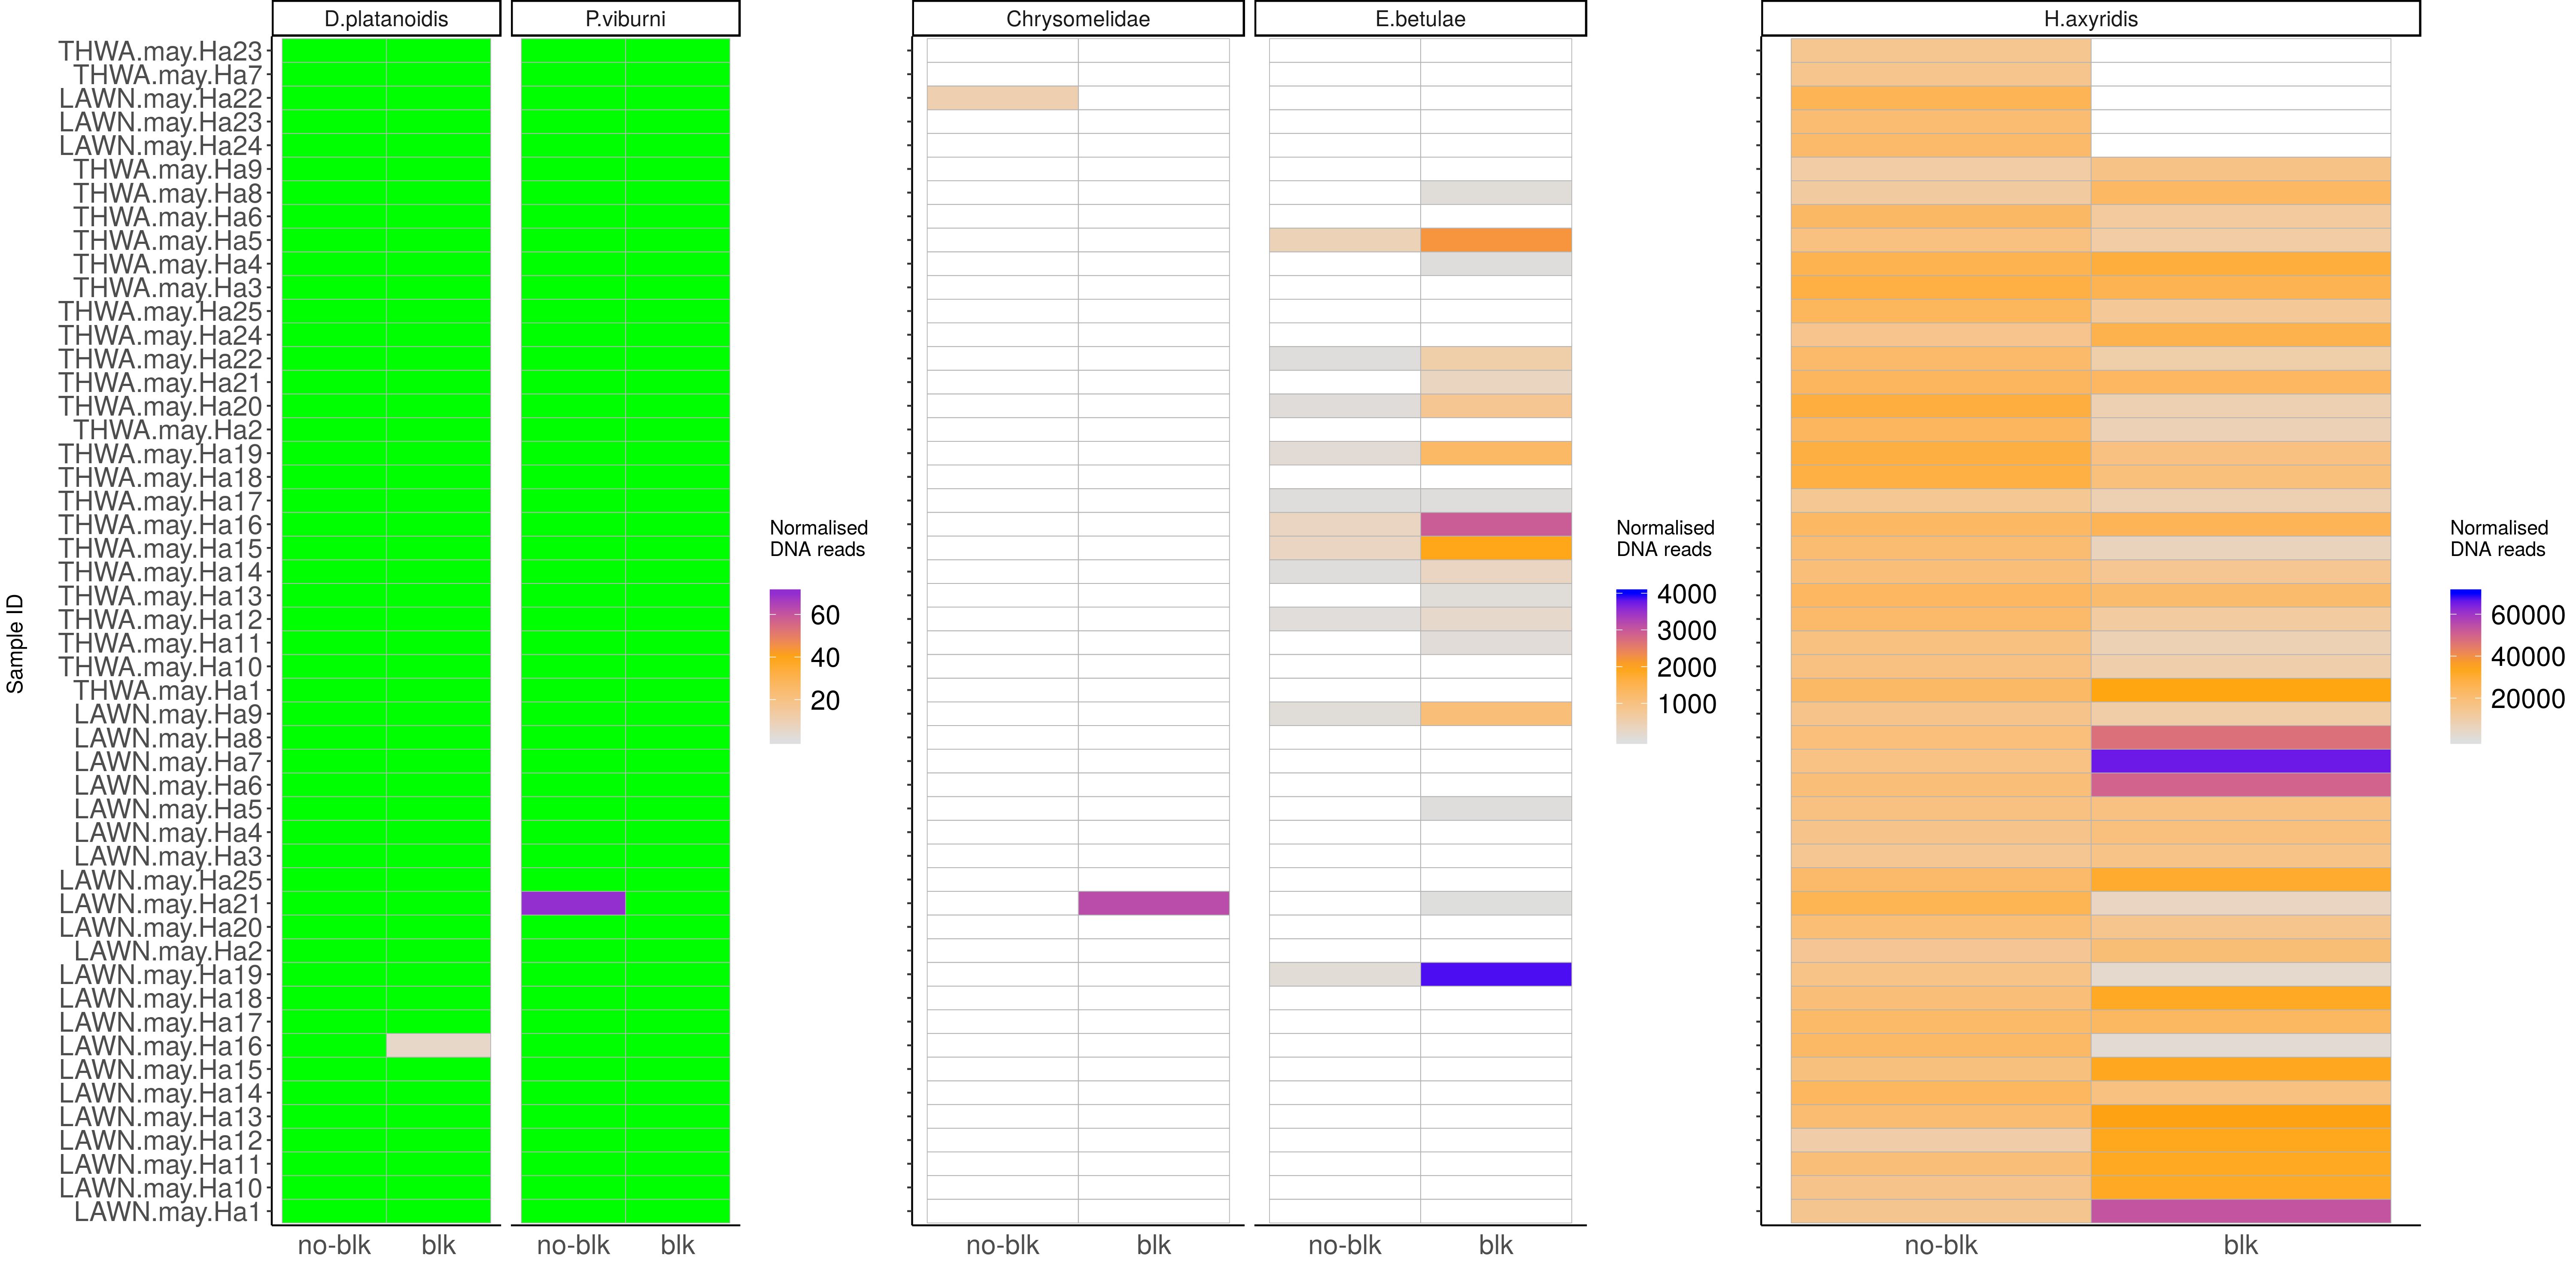 D.platanoidis
P.viburni
Chrysomelidae
E.betulae
H.axyridis
Sample ID
THWA.may.Ha23
THWA.may.Ha7
LAWN.may.Ha22
LAWN.may.Ha23
LAWN.may.Ha24
THWA.may.Ha9
THWA.may.Ha8
THWA.may.Ha6
THWA.may.Ha5
THWA.may.Ha4
THWA.may.Ha3
THWA.may.Ha25
THWA.may.Ha24
THWA.may.Ha22
THWA.may.Ha21
THWA.may.Ha20
THWA.may.Ha2
THWA.may.Ha19
THWA.may.Ha18
THWA.may.Ha17
THWA.may.Ha16
THWA.may.Ha15
THWA.may.Ha14
THWA.may.Ha13
THWA.may.Ha12
THWA.may.Ha11
THWA.may.Ha10
THWA.may.Ha1
LAWN.may.Ha9
LAWN.may.Ha8
LAWN.may.Ha7
LAWN.may.Ha6
LAWN.may.Ha5
LAWN.may.Ha4
LAWN.may.Ha3
LAWN.may.Ha25
LAWN.may.Ha21
LAWN.may.Ha20
LAWN.may.Ha2
LAWN.may.Ha19
LAWN.may.Ha18
LAWN.may.Ha17
LAWN.may.Ha16
LAWN.may.Ha15
LAWN.may.Ha14
LAWN.may.Ha13
LAWN.may.Ha12
LAWN.may.Ha11
LAWN.may.Ha10
LAWN.may.Ha1
no-blk
blk
no-blk
blk
Normalised
DNA reads
60
40
20
no-blk
blk
no-blk
blk
Normalised
DNA reads
4000
3000
2000
1000
no-blk
blk
Normalised
DNA reads
60000
40000
20000